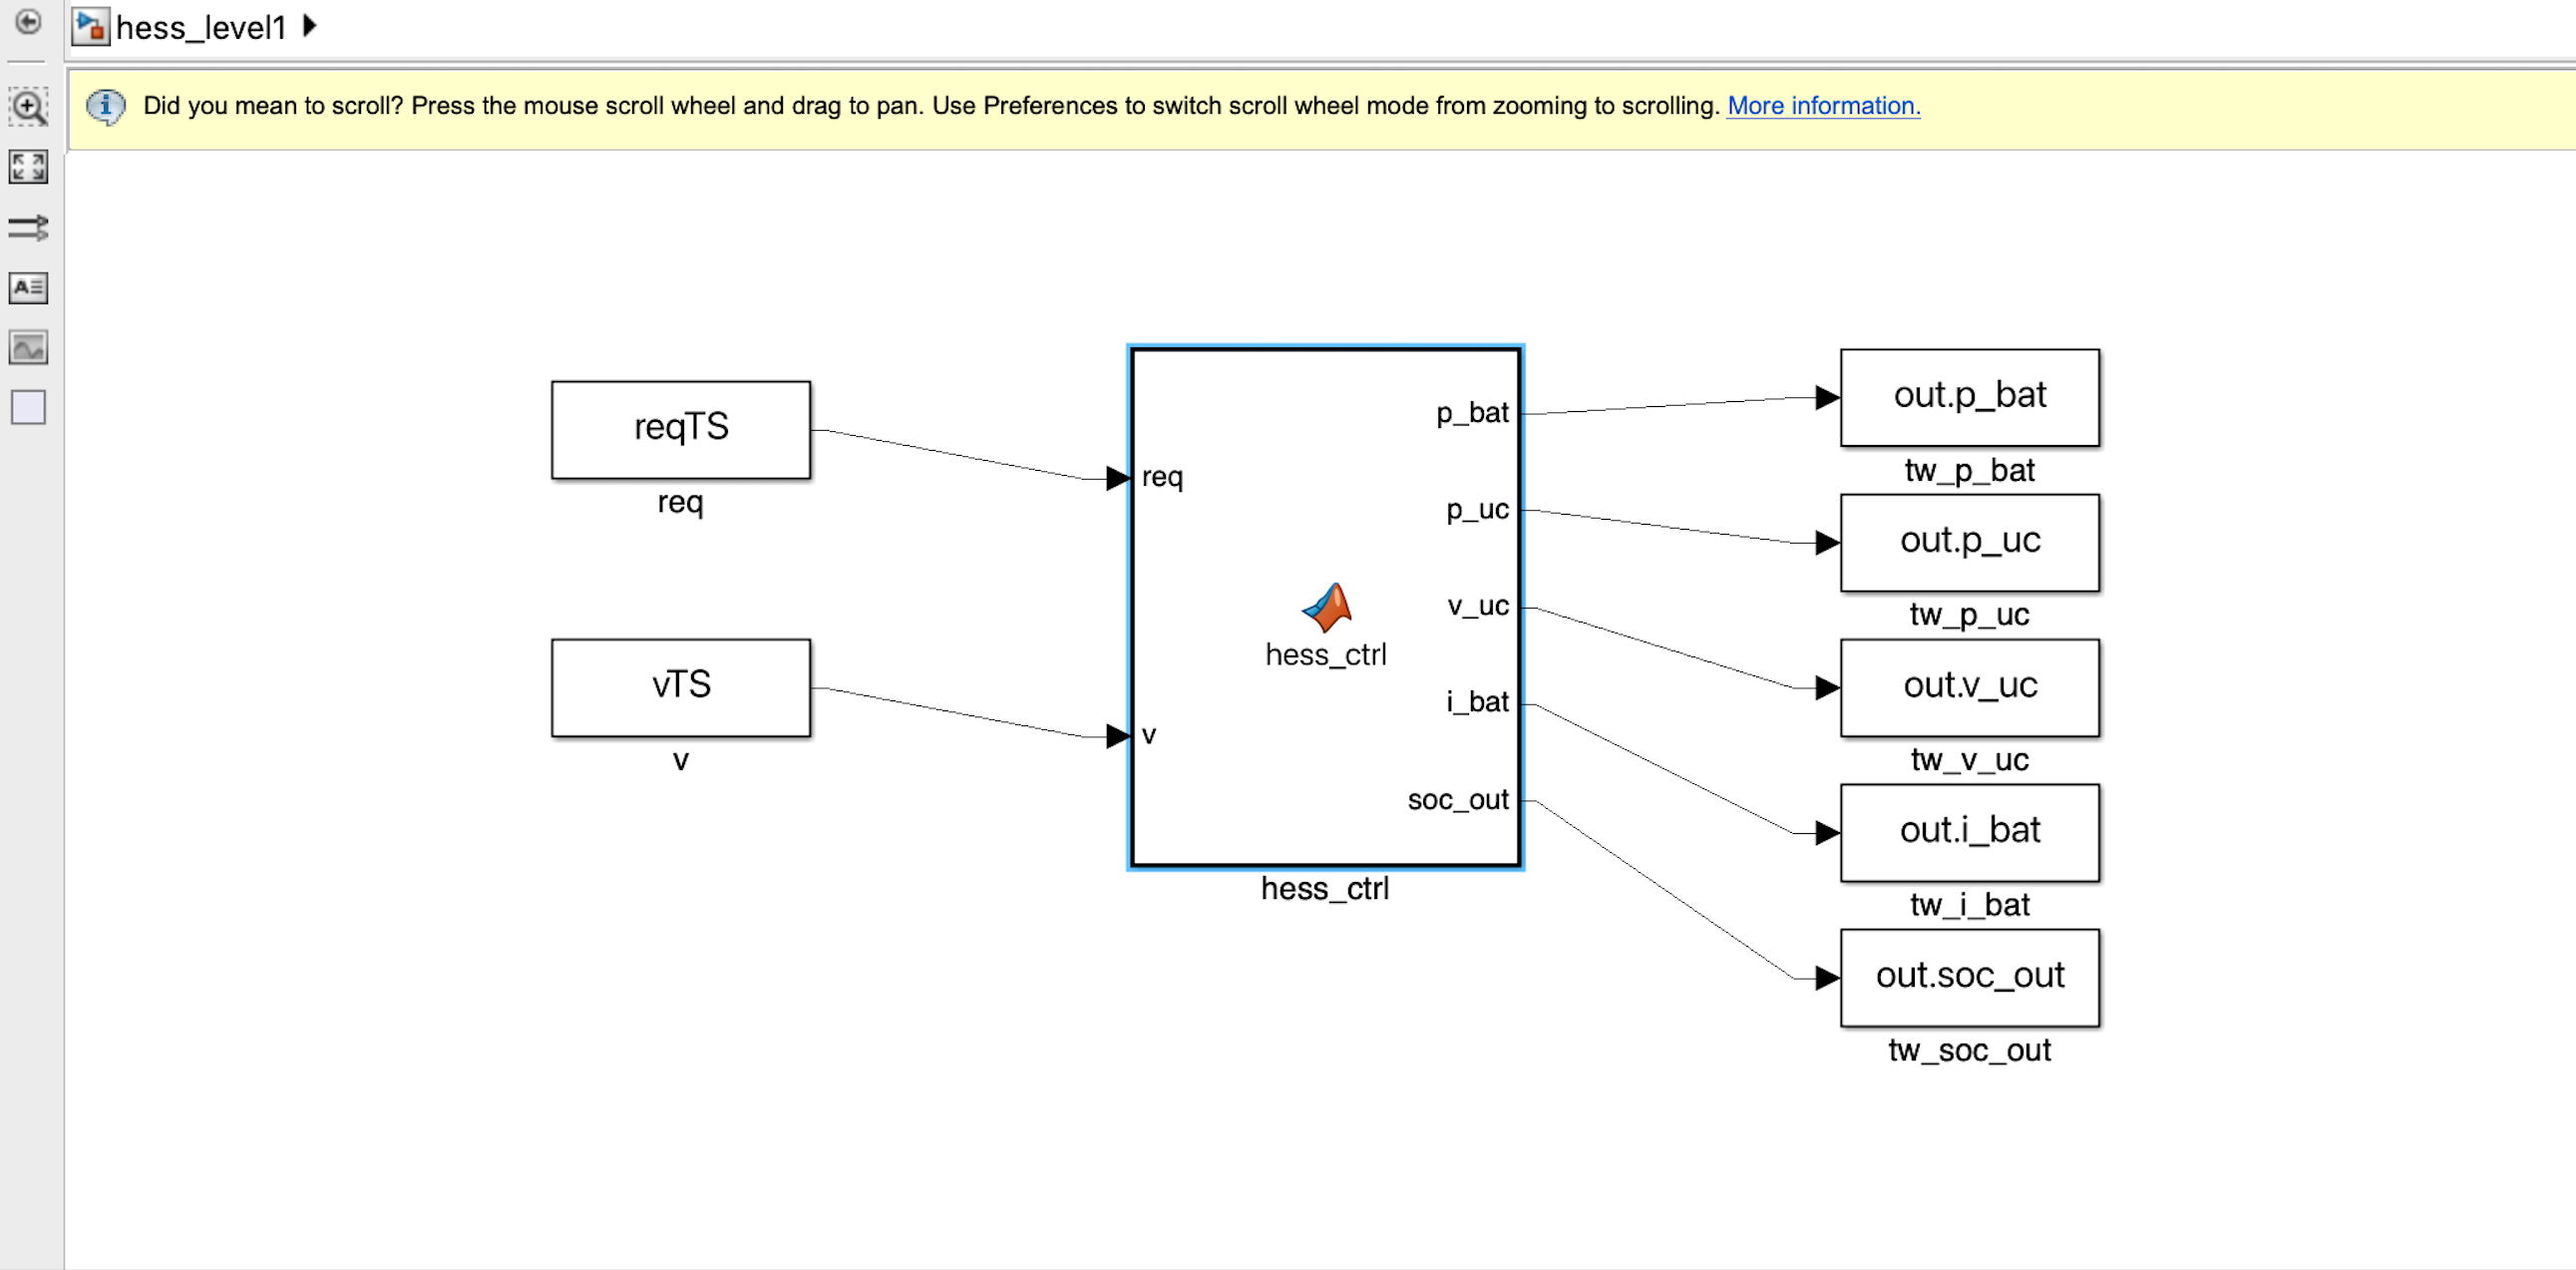 hess_level1
Did you mean to scroll? Press the mouse scroll wheel and drag to pan. Use Preferences to switch scroll wheel mode from zooming to scrolling. More information.
reqTS
req
vTS
v
req
v
hess_ctrl
p_bat
p_uc
v_uc
i_bat
soc_out
hess_ctrl
out.p_bat
tw_p_bat
out.p_uc
tw_p_uc
out.v_uc
tw_v_uc
out.i_bat
tw_i_bat
out.soc_out
tw_soc_out